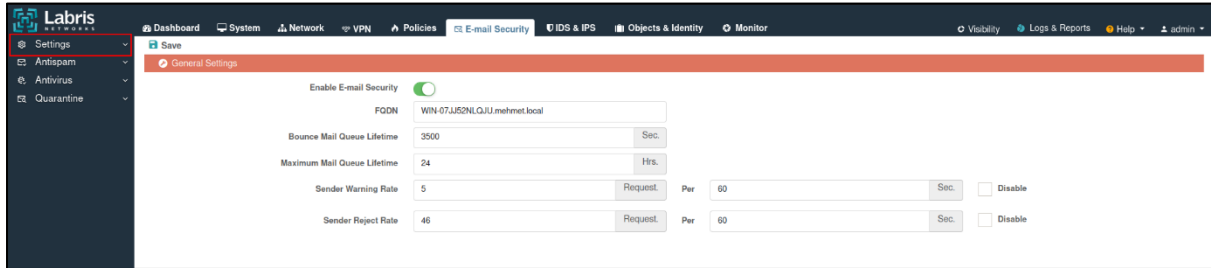 Labris
NETWORKS
Dashboard System Network VPN Policies E-mail Security IDS & IPS Objects & Identity Monitor Visibility Logs & Reports Help admin
Settings
Antispam
Antivirus
Quarantine
Save
General Settings
Enable E-mail Security
FQDN WIN-07JJ52NLQJU.mehmet.local
Bounce Mail Queue Lifetime 3500 Sec.
Maximum Mail Queue Lifetime 24 Hrs.
Sender Warning Rate 5 Request. Per 60 Sec. Disable
Sender Reject Rate 46 Request. Per 60 Sec. Disable